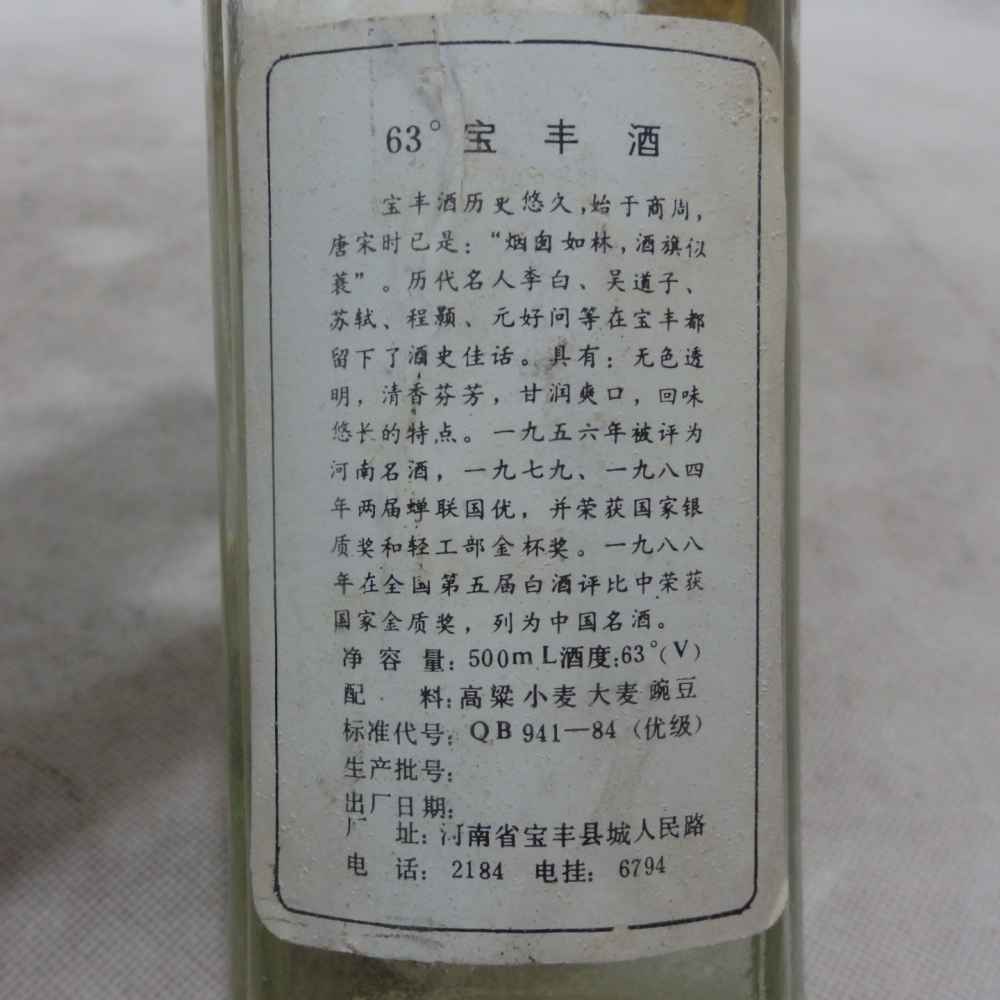 63°宝丰酒
宝丰酒历史悠久,始于商周,
唐宋时已是:“烟囱如林,酒旗似
蓑”。历代名人李白、吴道子、
苏轼、程颢、元好问等在宝丰都
留下了酒史佳话。具有:无色透
明,清香芬芳,甘润爽口,回味
悠长的特点。一九五六年被评为
河南名酒,一九七九、一九八四
年两届蝉联国优,并荣获国家银
质奖和轻工部金杯奖。一九八八
年在全国第五届白酒评比中荣获
国家金质奖,列为中国名酒。
净容量:500mL酒度:63°(V)
配料:高粱小麦大麦豌豆
标准代号:QB941—84(优级)
生产批号:
出厂日期:
厂址:河南省宝丰县城人民路
电话:2184 电挂:6794